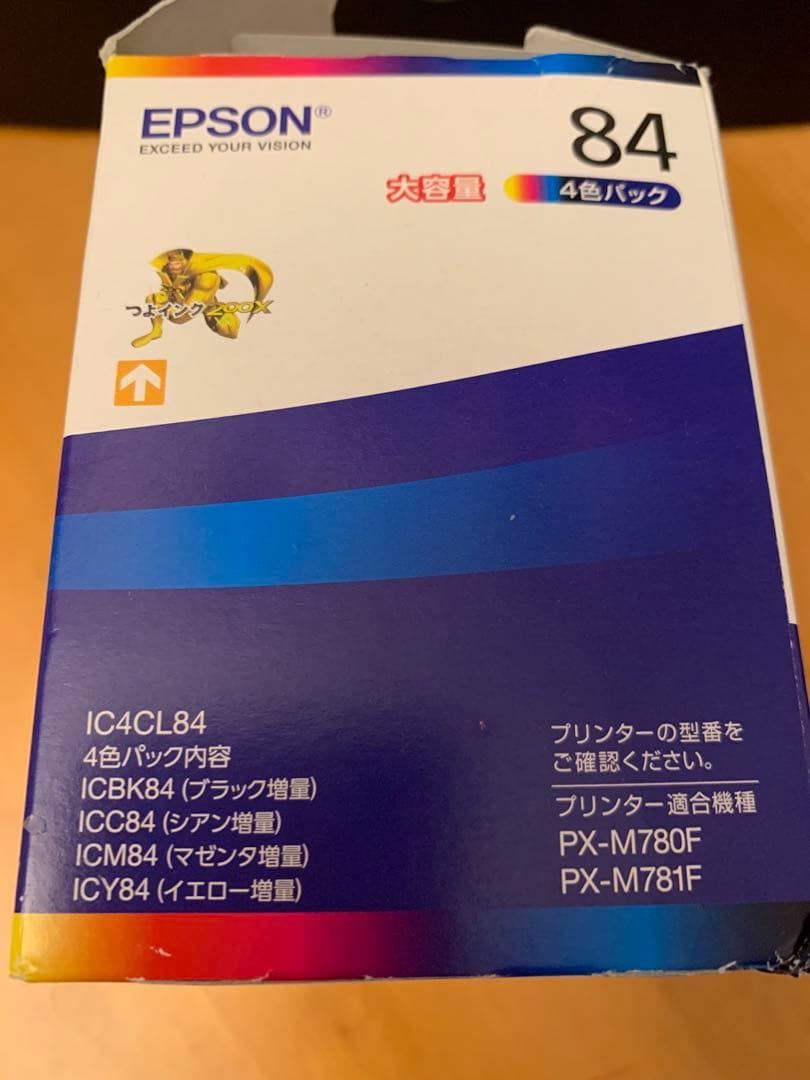 EPSON®
EXCEED YOUR VISION
84
大容量
4色パック
つよインク200X
IC4CL84
4色パック内容
ICBK84 (ブラック増量)
ICC84 (シアン増量)
ICM84 (マゼンタ増量)
ICY84 (イエロー増量)
プリンターの型番を
ご確認ください。
プリンター適合機種
PX-M780F
PX-M781F